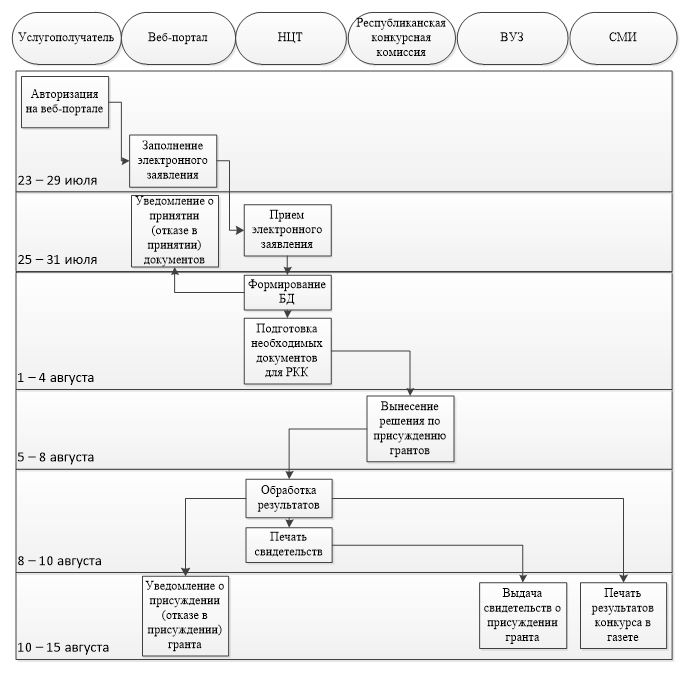 Услугополучатель
Веб-портал
НЦТ
Республиканская
конкурсная
комиссия
ВУЗ
СМИ
Авторизация
на веб-портале
Заполнение
электронного
заявления
23 – 29 июля
Уведомление о
принятии
(отказе в
принятии)
документов
Прием
электронного
заявления
25 – 31 июля
Формирование
БД
Подготовка
необходимых
документов
для РКК
1 – 4 августа
Вынесение
решения по
присуждению
грантов
5 – 8 августа
Обработка
результатов
Печать
свидетельств
8 – 10 августа
Уведомление о
присуждении
(отказе в
присуждении)
гранта
Выдача
свидетельств о
присуждении
гранта
Печать
результатов
конкурса в
газете
10 – 15 августа